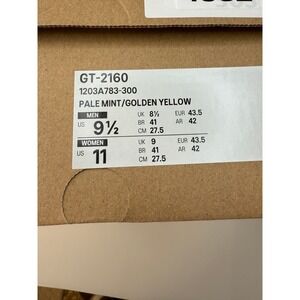 GT-2160
1203A783-300
PALE MINT/GOLDEN YELLOW
MEN
US 9½
UK 8½ EUR 43.5
BR 41 AR 42
CM 27.5
WOMEN
US 11
UK 9 EUR 43.5
BR 41 AR 42
CM 27.5